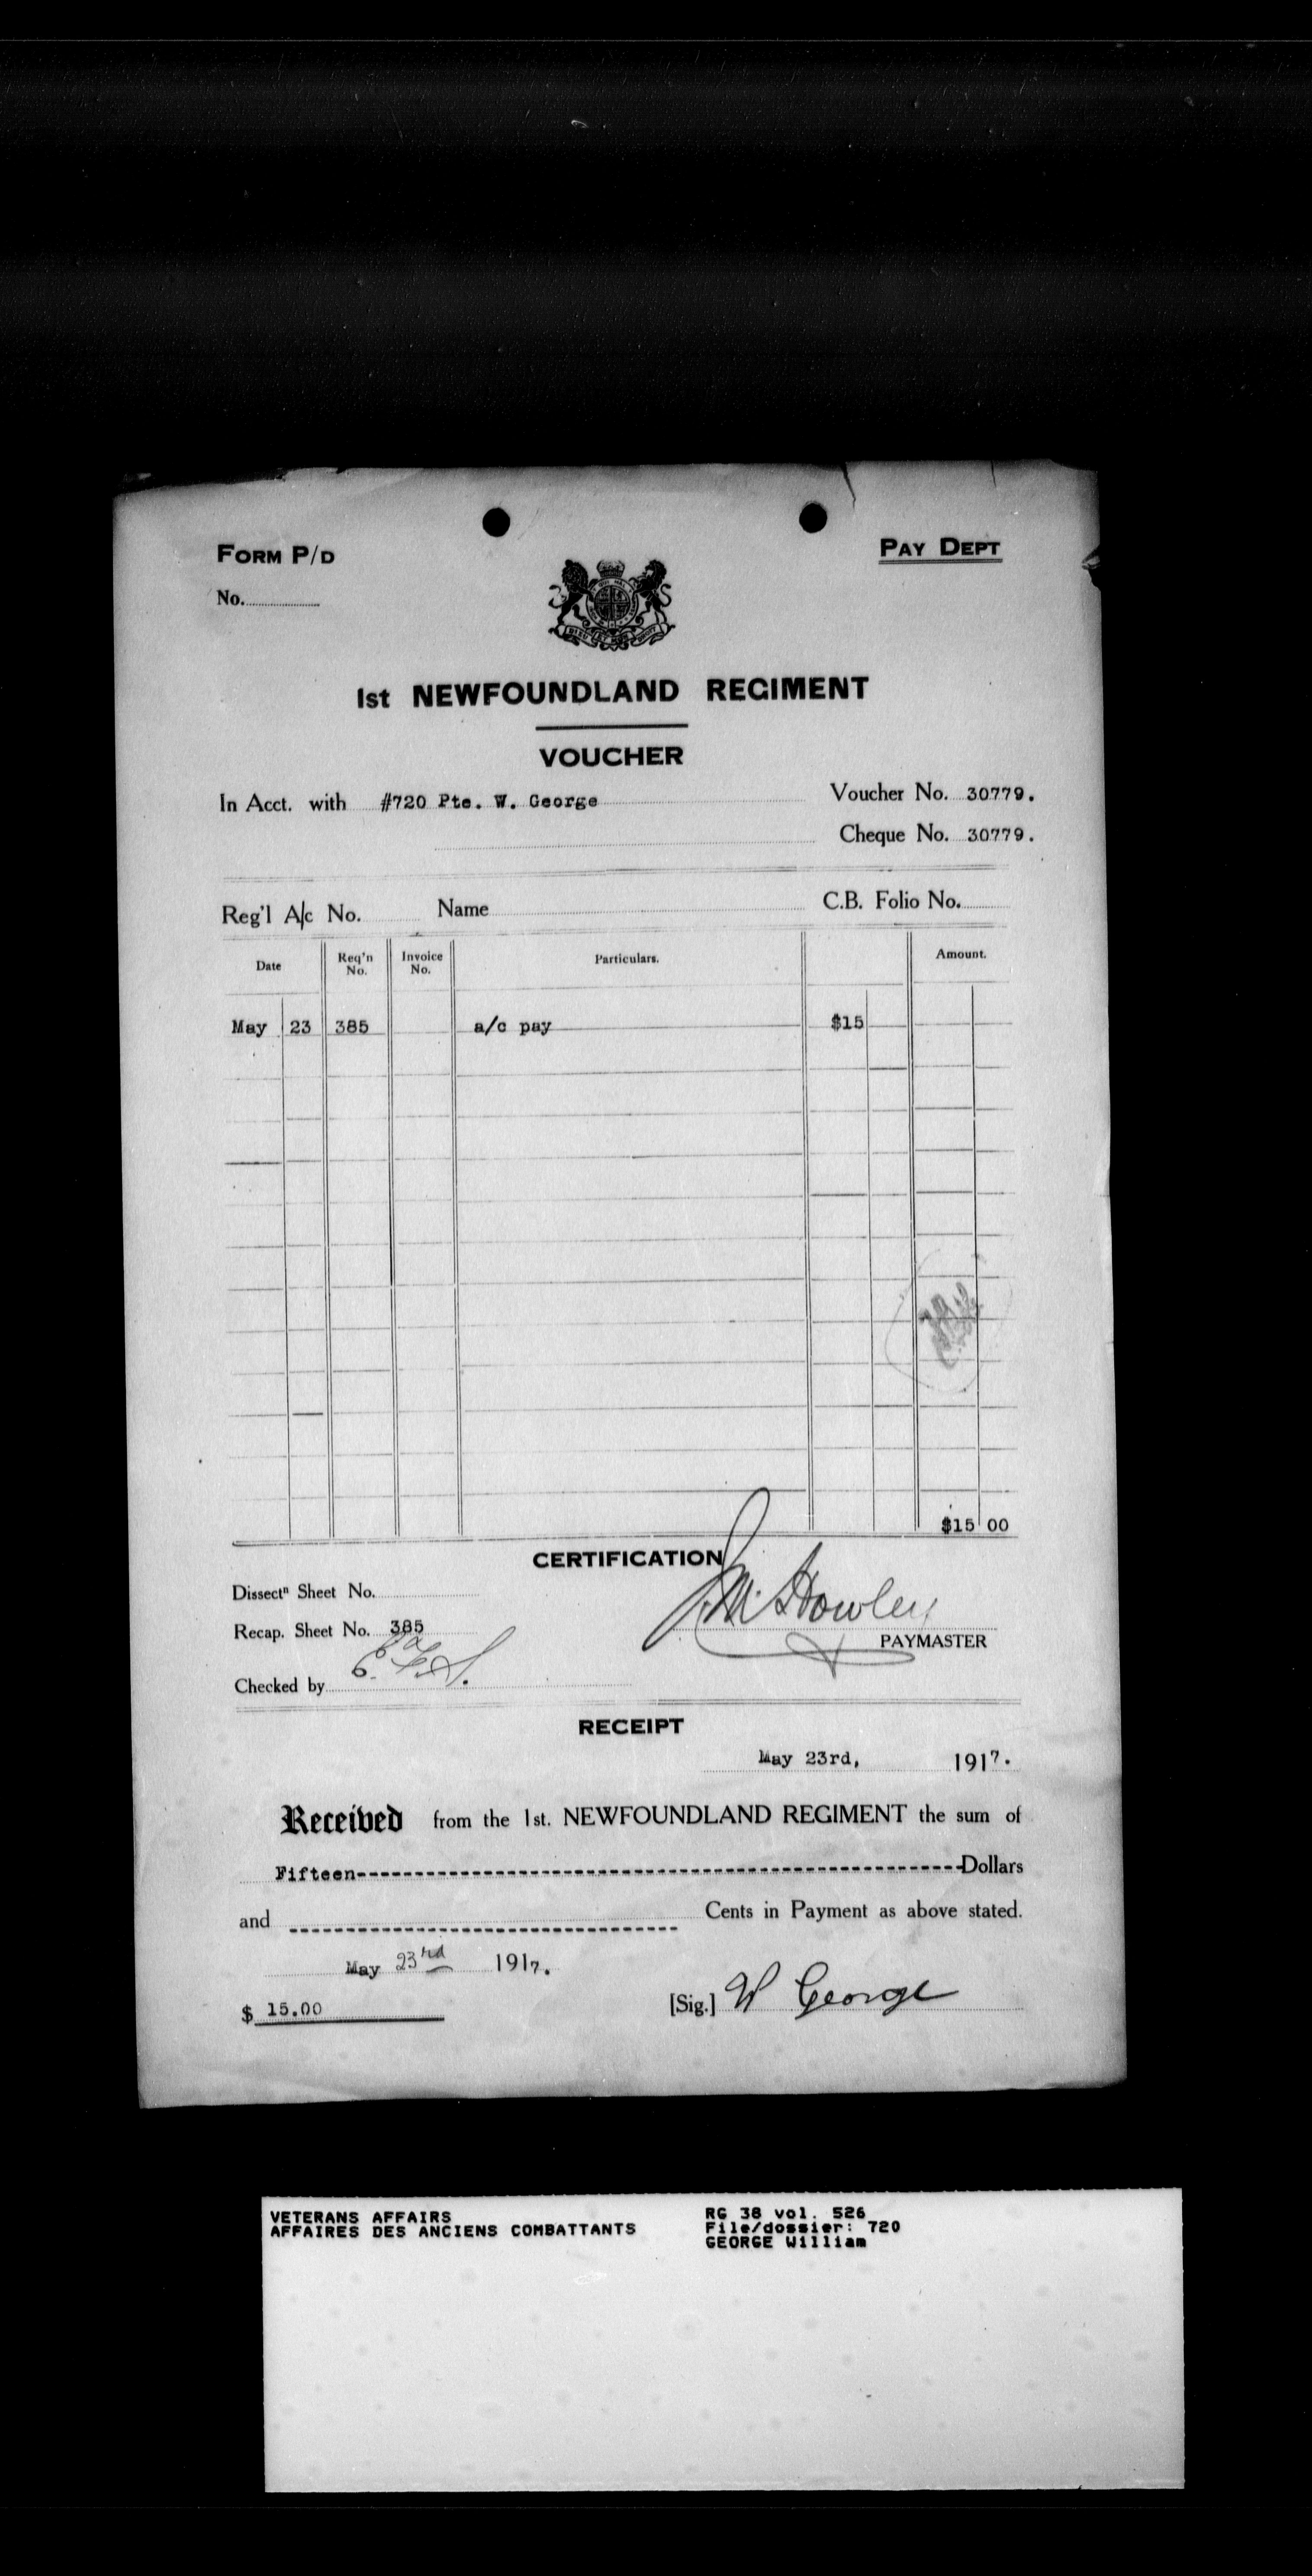 FORM P/D
PAY DEPT
No.
1st NEWFOUNDLAND REGIMENT
VOUCHER
In Acct. with #720 Pte. W. George
Voucher No. 30779.
Cheque No. 30779.
Reg'l A/c No. Name C.B. Folio No.
Date Req'n No. Invoice No. Particulars. Amount.
May 23 385 a/c pay $15
$15 00
CERTIFICATION
Dissectn Sheet No.
J.M. Howley
Recap. Sheet No. 385
PAYMASTER
Checked by
RECEIPT
May 23rd, 1917.
Received from the 1st. NEWFOUNDLAND REGIMENT the sum of
Fifteen Dollars
and Cents in Payment as above stated.
May 23rd 1917.
$ 15.00
[Sig.] W George
VETERANS AFFAIRS
AFFAIRES DES ANCIENS COMBATTANTS
RG 38 vol. 526
File/dossier: 720
GEORGE William